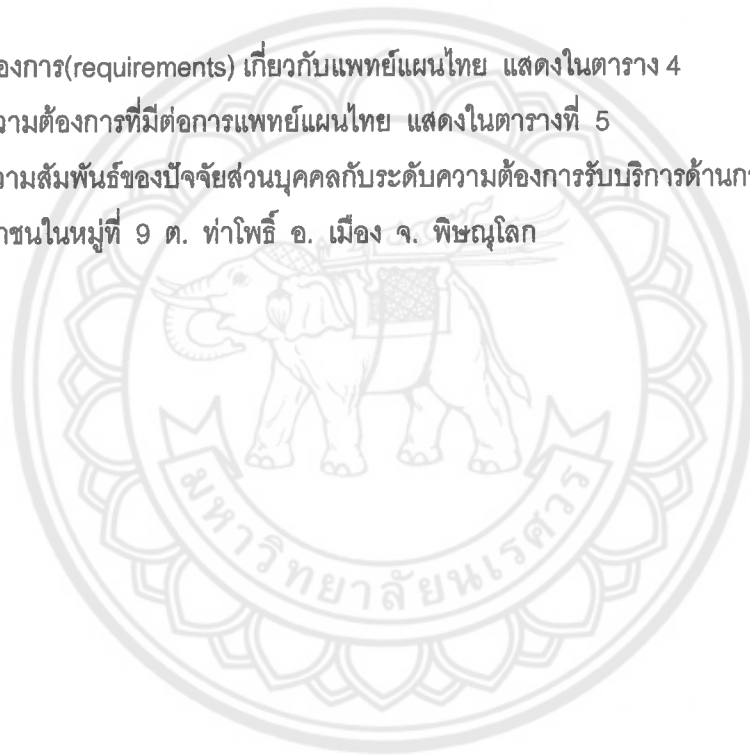 องการ(requirements) เกี่ยวกับแพทย์แผนไทย แสดงในตาราง 4
วามต้องการที่มีต่อการแพทย์แผนไทย แสดงในตารางที่ 5
วามสัมพันธ์ของปัจจัยส่วนบุคคลกับระดับความต้องการรับบริการด้านก
าชนในหมู่ที่ 9 ต. ท่าโพธิ์ อ. เมือง จ. พิษณุโลก
มหาวิทยาลัยนเรศวร